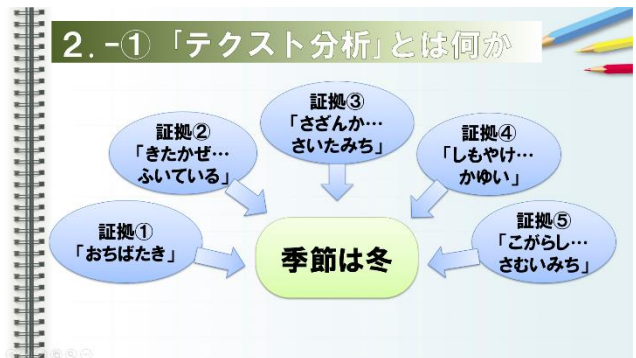 2.-①「テクスト分析」とは何か
証拠①
「おちばたき」
証拠②
「きたかぜ…
ふいている」
証拠③
「さざんか…
さいたみち」
証拠④
「しもやけ…
かゆい」
証拠⑤
「こがらし…
さむいみち」
季節は冬